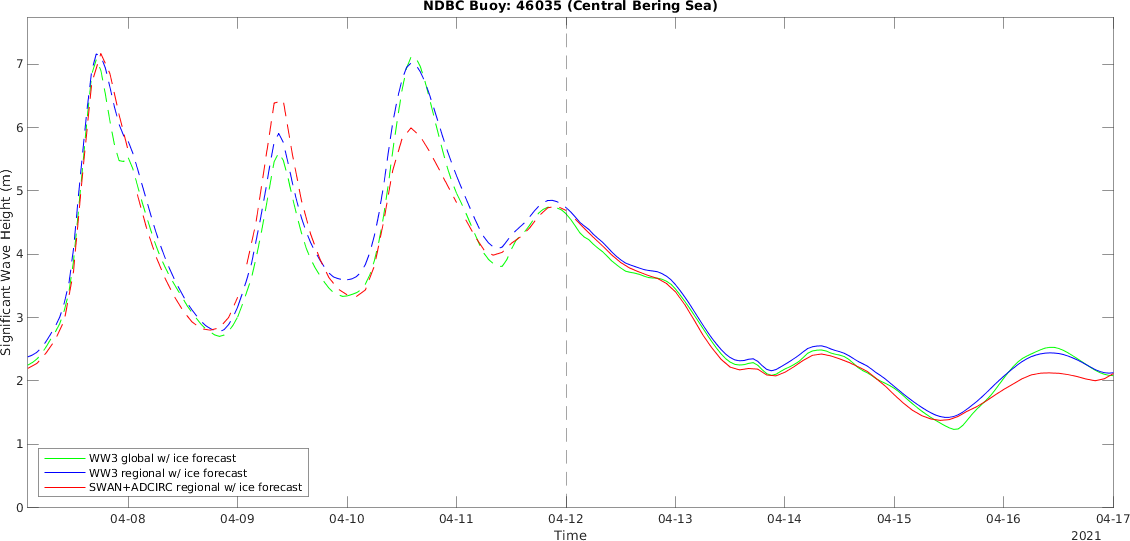 NDBC Buoy: 46035 (Central Bering Sea)
Significant Wave Height (m)
7
6
5
4
3
2
1
0
WW3 global w/ ice forecast
WW3 regional w/ ice forecast
SWAN+ADCIRC regional w/ ice forecast
04-08 04-09 04-10 04-11 04-12 04-13 04-14 04-15 04-16 04-17
Time
2021